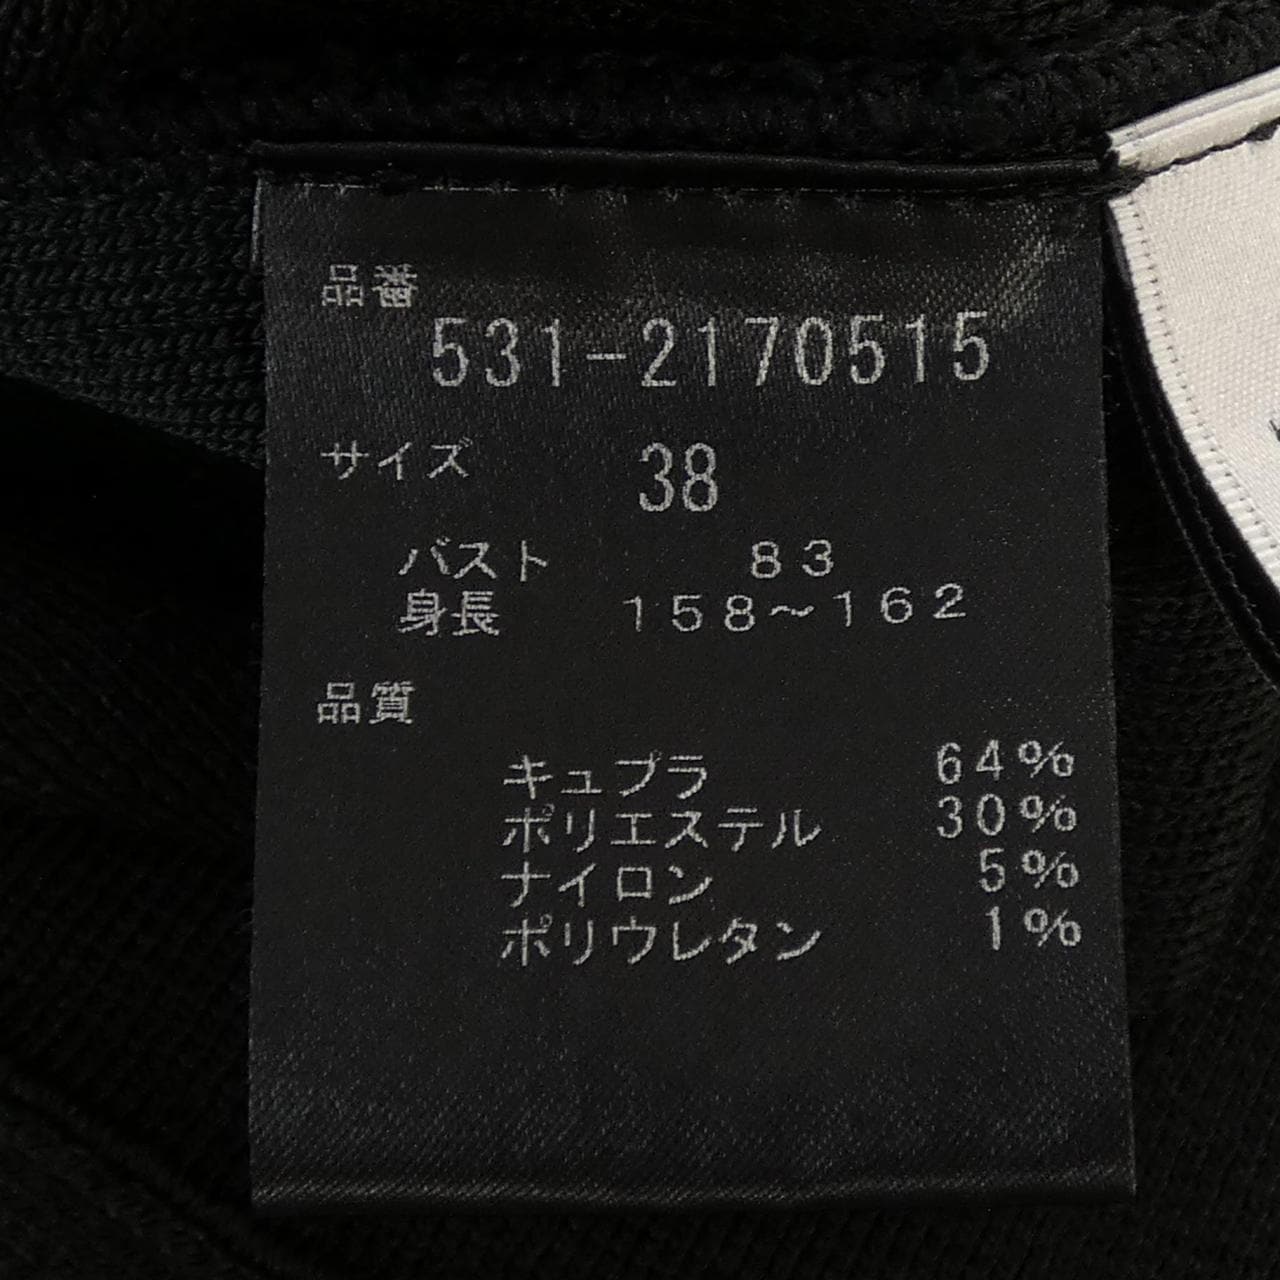 品番
531-2170515
サイズ 38
バスト 83
身長 158～162
品質
キュプラ 64%
ポリエステル 30%
ナイロン 5%
ポリウレタン 1%